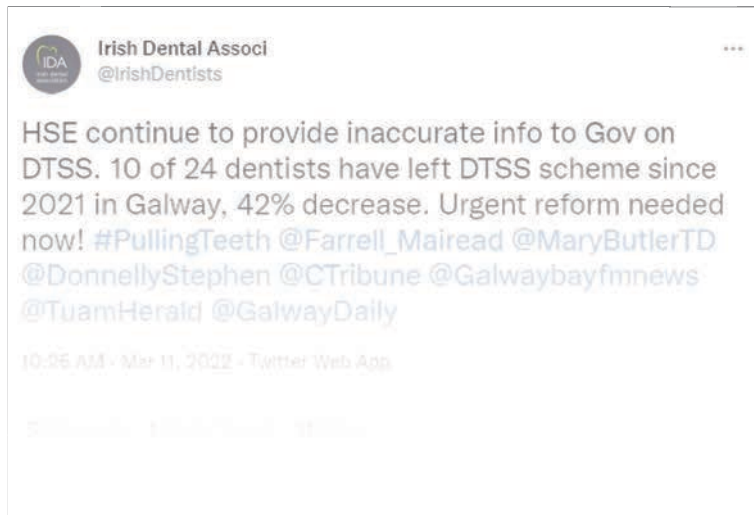 IDA
Irish Dental Associ
@IrishDentists
HSE continue to provide inaccurate info to Gov on
DTSS. 10 of 24 dentists have left DTSS scheme since
2021 in Galway, 42% decrease. Urgent reform needed
now! #PullingTeeth @Farrell_Mairead @MaryButlerTD
@DonnellyStephen @CTribune @Galwaybayfmnews
@TuamHerald @GalwayDaily
10:26 AM · Mar 11, 2022 · Twitter Web App